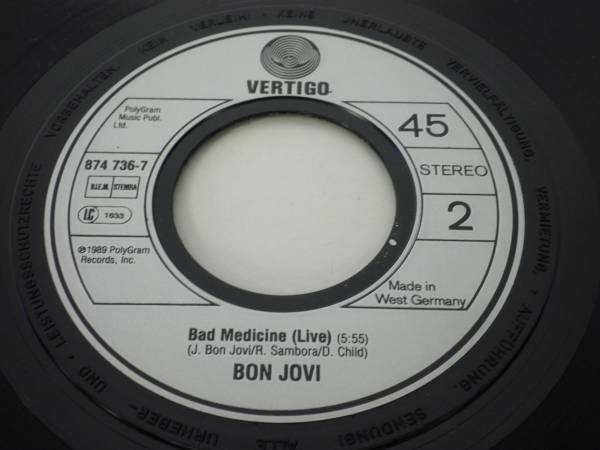 VERTIGO
PolyGram
Music Publ.
Ltd.
874 736-7
B.I.E.M. STEMRA
LC 1633
℗1989 PolyGram
Records, Inc.
45
STEREO
2
Made in
West Germany
Bad Medicine (Live) (5:55)
(J. Bon Jovi/R. Sambora/D. Child)
BON JOVI
ALLE URHEBER- UND · LEISTUNGSSCHUTZRECHTE VORBEHALTEN. KEIN VERLEIH! · KEINE UNERLAUBTE VERVIELFÄLTIGUNG, VERMIETUNG, AUFFÜHRUNG, SENDUNG!